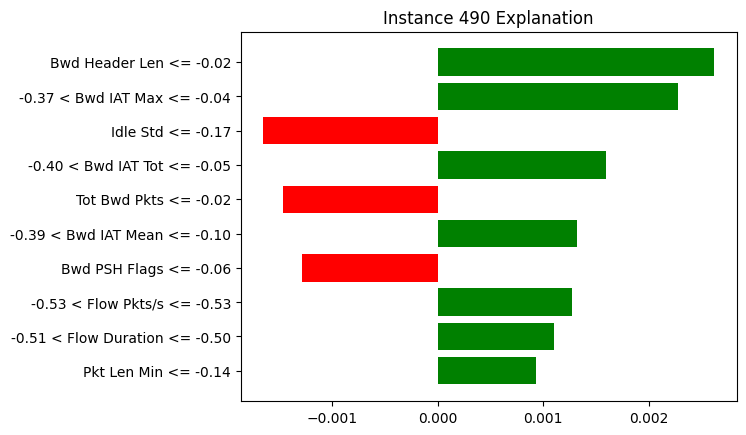 Instance 490 Explanation
Bwd Header Len <= -0.02
-0.37 < Bwd IAT Max <= -0.04
Idle Std <= -0.17
-0.40 < Bwd IAT Tot <= -0.05
Tot Bwd Pkts <= -0.02
-0.39 < Bwd IAT Mean <= -0.10
Bwd PSH Flags <= -0.06
-0.53 < Flow Pkts/s <= -0.53
-0.51 < Flow Duration <= -0.50
Pkt Len Min <= -0.14
−0.001 0.000 0.001 0.002